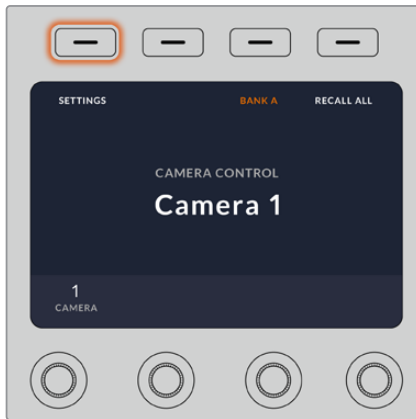 SETTINGS BANK A RECALL ALL
CAMERA CONTROL
Camera 1
1
CAMERA